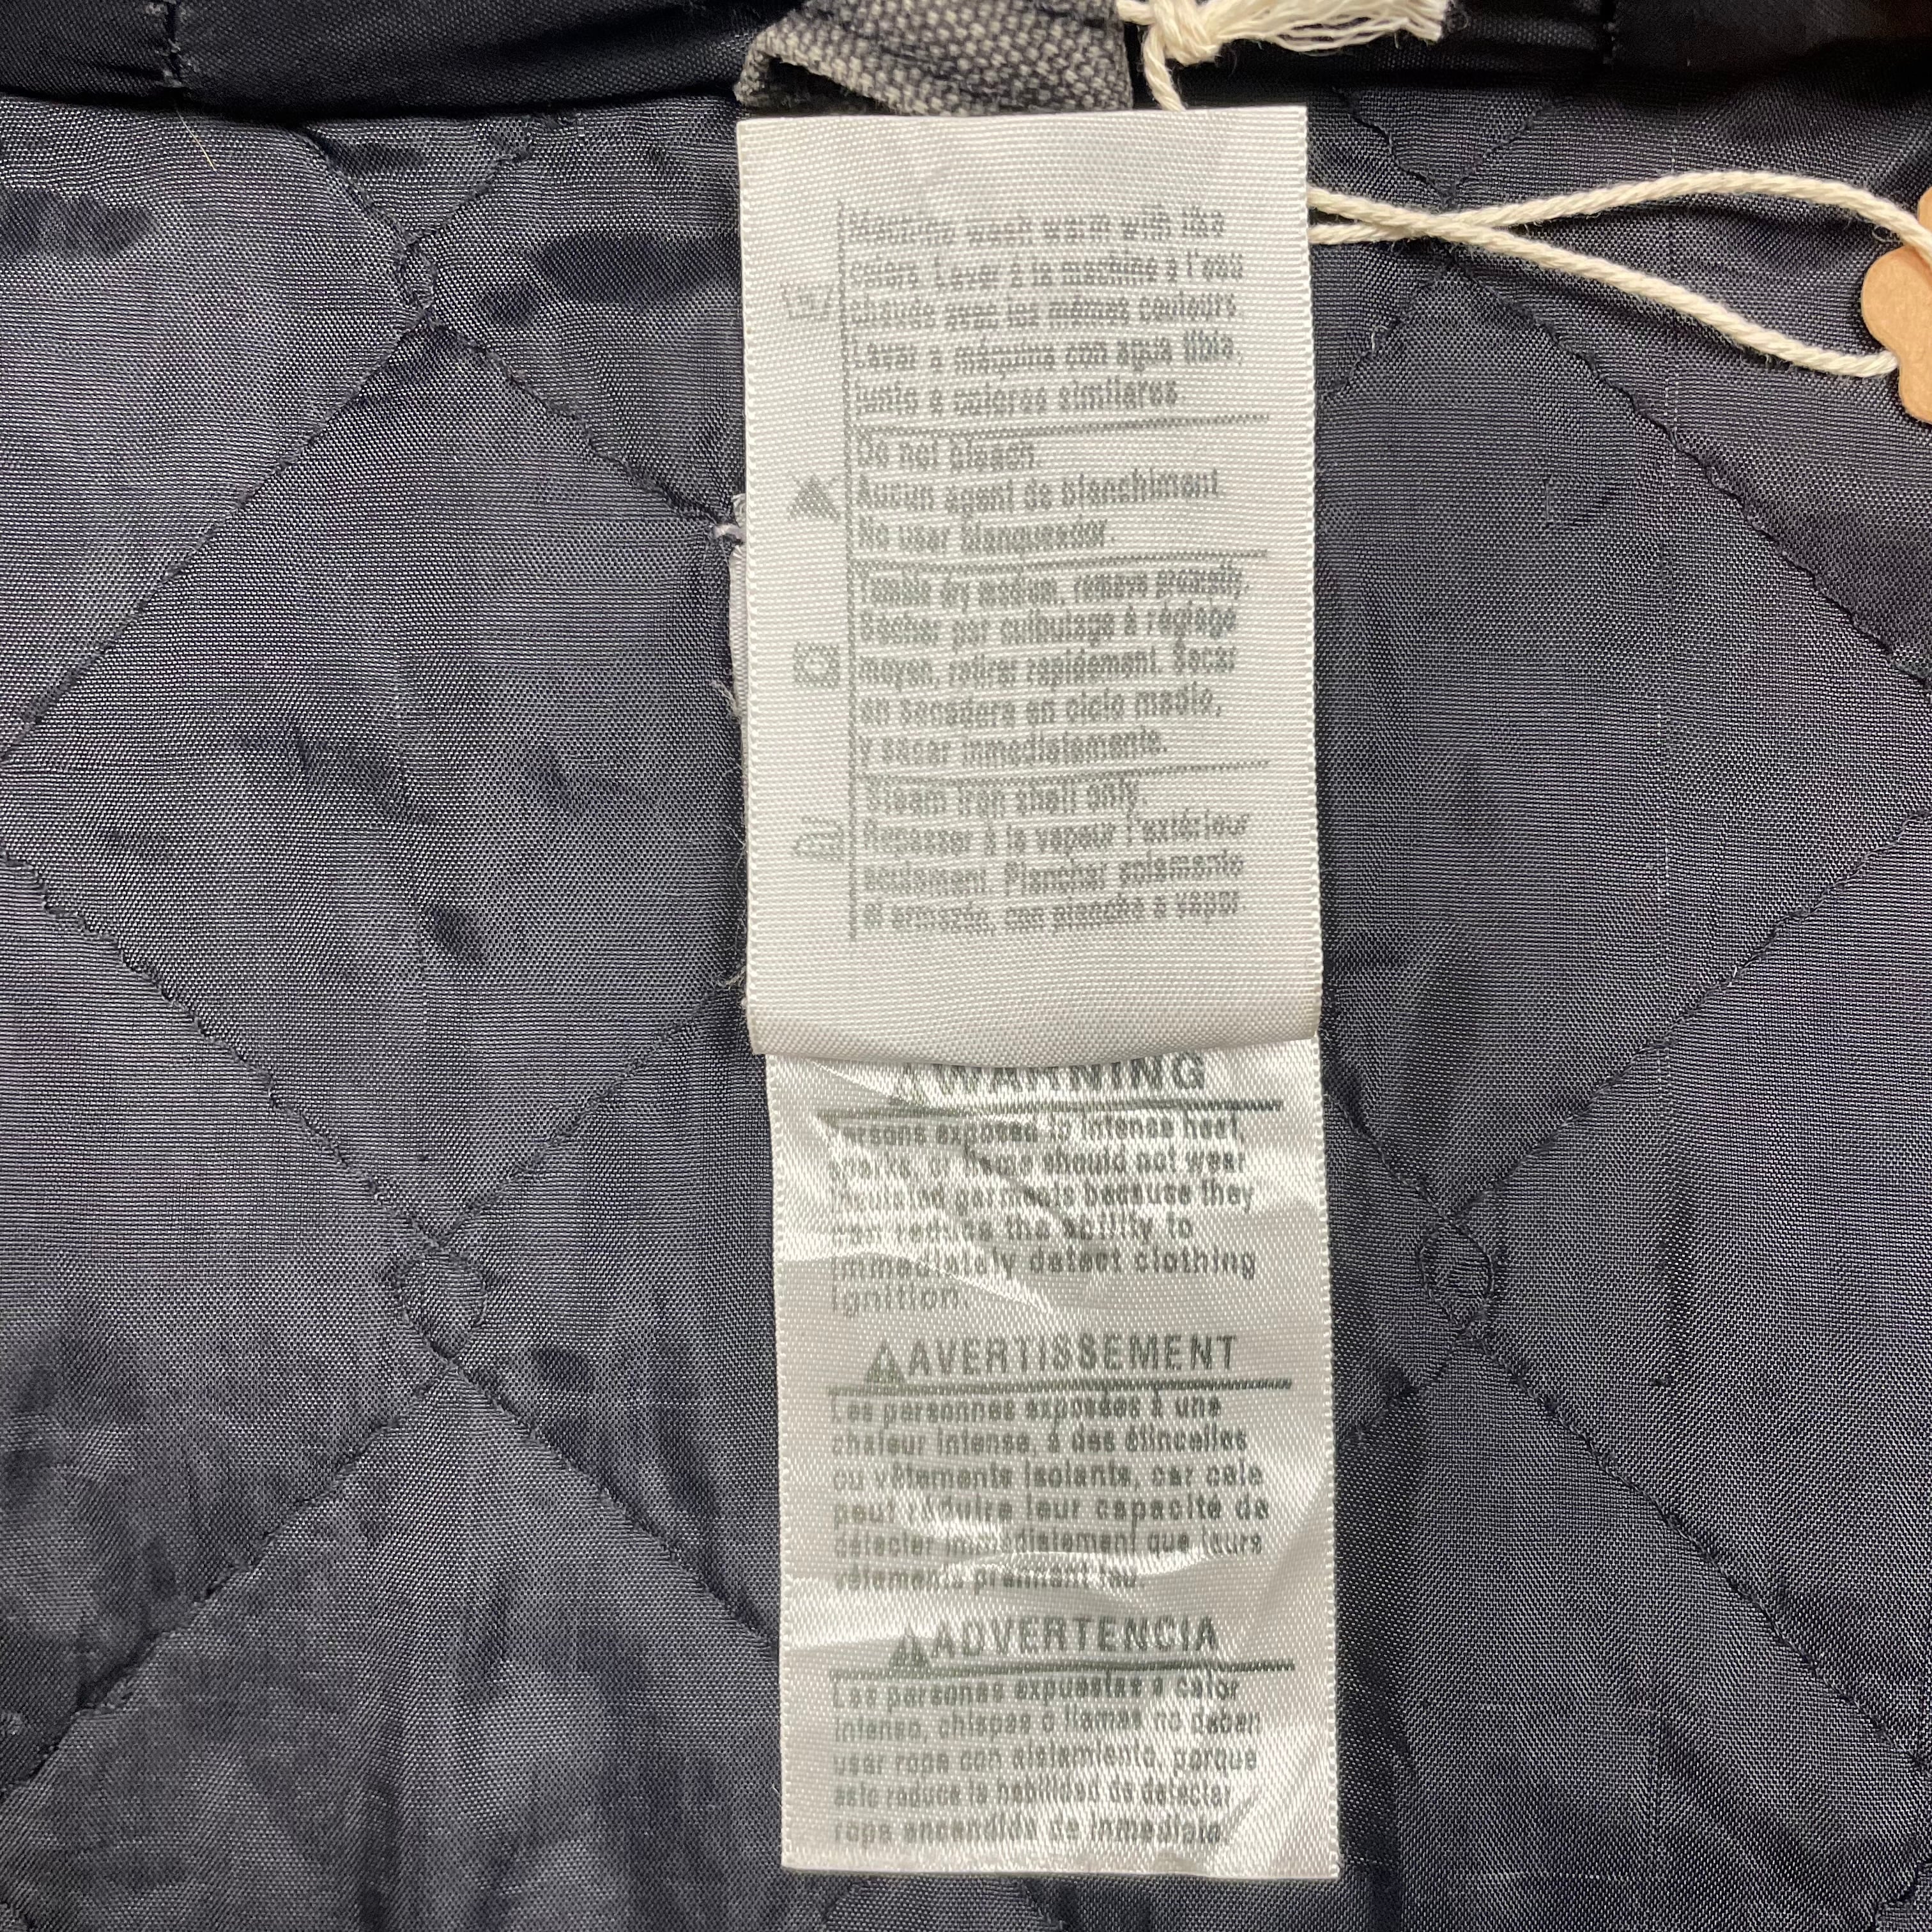 Machine wash warm with like
colors. Laver à la machine a l'eau
chaude avec les mêmes couleurs
Lavar a máquina con agua tibia,
junto a colores similares
Do not bleach.
Aucun agent de blanchiment
No usar blanqueador.
Tumble dry medium, remove promptly.
Sécher par culbutage à réglage
moyen, retirer rapidement. Secar
en secadora en ciclo medio,
y sacar inmediatamente.
Steam iron shell only.
Repasser à la vapeur l'extérieur
seulement. Planchar solamente
el armazón, con plancha a vapor
WARNING
Persons exposed to intense heat,
sparks, or flame should not wear
insulated garments because they
can reduce the ability to
immediately detect clothing
ignition.
AVERTISSEMENT
Les personnes exposées à une
chaleur intense, à des étincelles
ou vêtements isolants, car cela
peut réduire leur capacité de
détecter immédiatement que leurs
vêtements prennent feu.
ADVERTENCIA
Las personas expuestas a calor
intenso, chispas o llamas no deben
usar ropa con aislamiento, porque
esto reduce la habilidad de detectar
ropa encendida de inmediato.